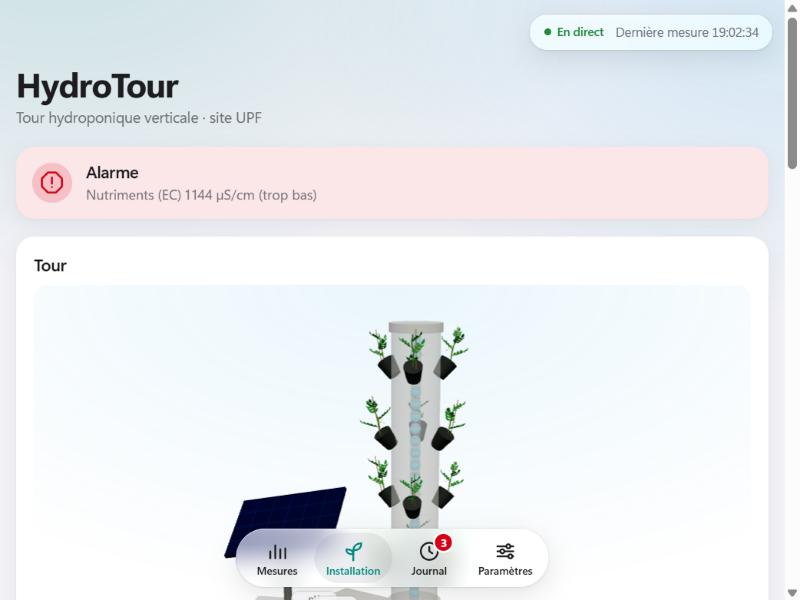 En direct Dernière mesure 19:02:34
HydroTour
Tour hydroponique verticale · site UPF
Alarme
Nutriments (EC) 1144 µS/cm (trop bas)
Tour
3
Mesures Installation Journal Paramètres